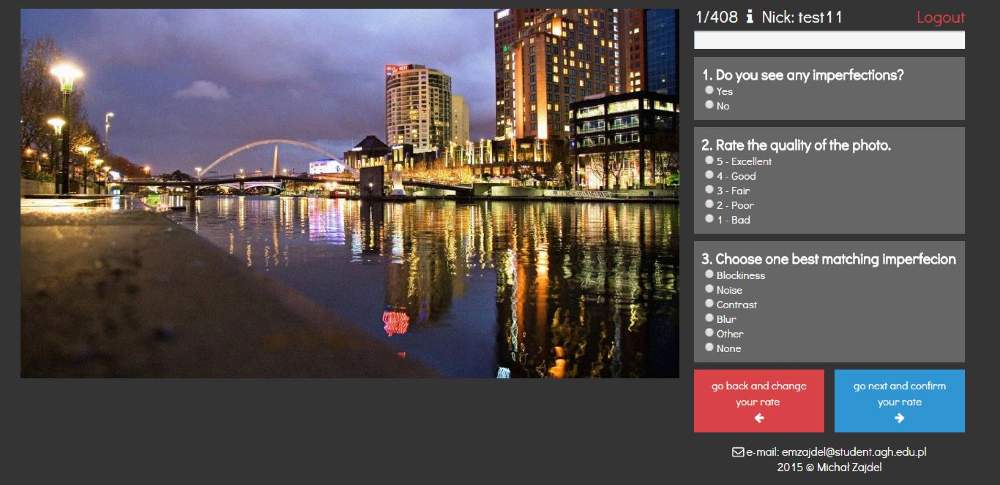 1/408 Nick: test11 Logout
1. Do you see any imperfections?
Yes
No
2. Rate the quality of the photo.
5 - Excellent
4 - Good
3 - Fair
2 - Poor
1 - Bad
3. Choose one best matching imperfecion
Blockiness
Noise
Contrast
Blur
Other
None
go back and change
your rate
go next and confirm
your rate
e-mail: emzajdel@student.agh.edu.pl
2015 © Michał Zajdel